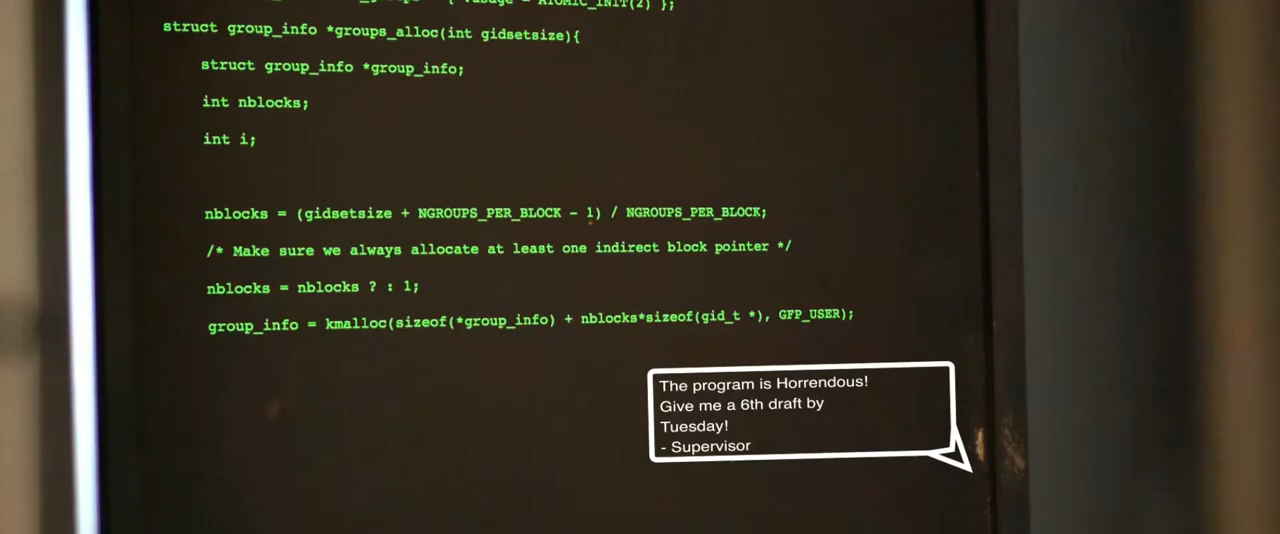 struct group_info *groups_alloc(int gidsetsize){
struct group_info *group_info;
int nblocks;
int i;
nblocks = (gidsetsize + NGROUPS_PER_BLOCK - 1) / NGROUPS_PER_BLOCK;
/* Make sure we always allocate at least one indirect block pointer */
nblocks = nblocks ? : 1;
group_info = kmalloc(sizeof(*group_info) + nblocks*sizeof(gid_t *), GFP_USER);
The program is Horrendous!
Give me a 6th draft by
Tuesday!
- Supervisor